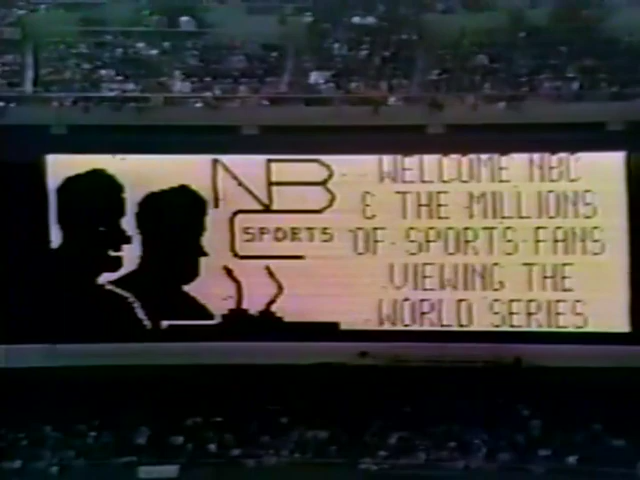 NBC
SPORTS
WELCOME NBC
& THE MILLIONS
OF SPORTS FANS
VIEWING THE
WORLD SERIES